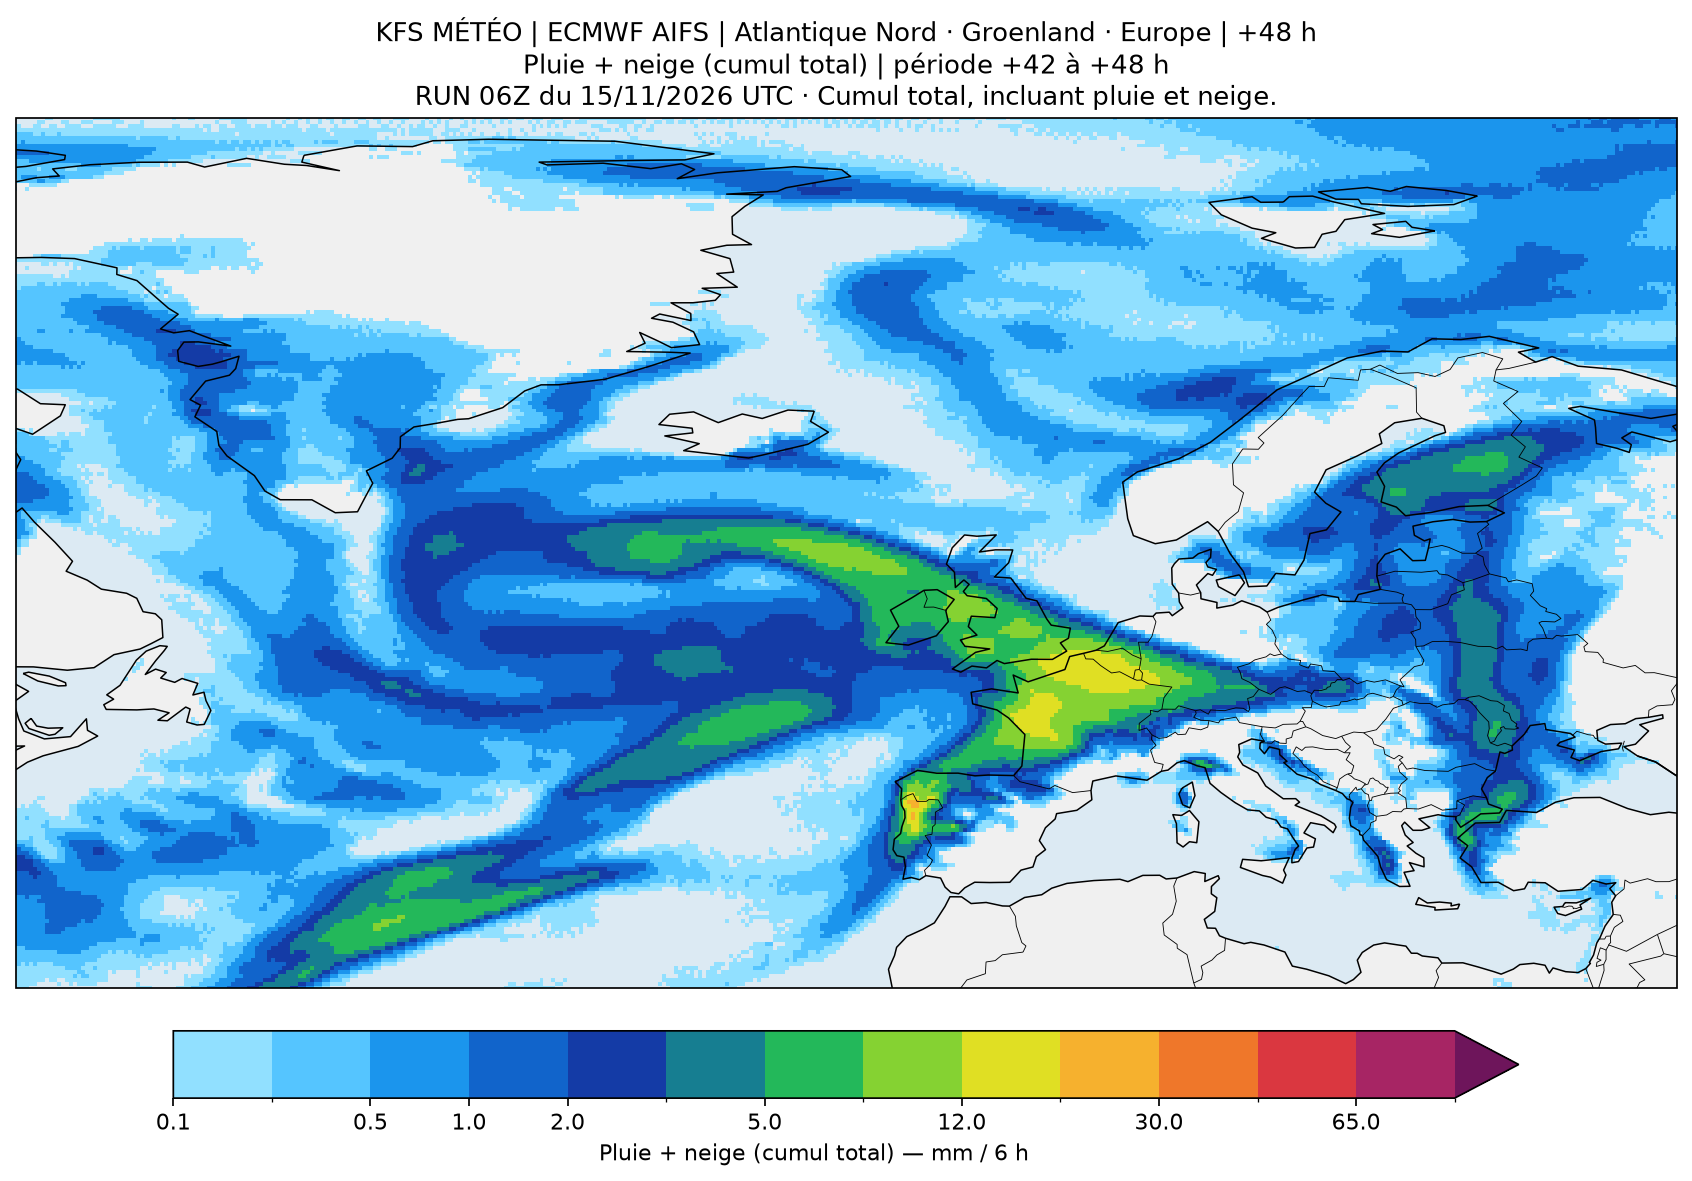 KFS MÉTÉO | ECMWF AIFS | Atlantique Nord · Groenland · Europe | +48 h
Pluie + neige (cumul total) | période +42 à +48 h
RUN 06Z du 15/11/2026 UTC · Cumul total, incluant pluie et neige.
0.1 0.5 1.0 2.0 5.0 12.0 30.0 65.0
Pluie + neige (cumul total) — mm / 6 h